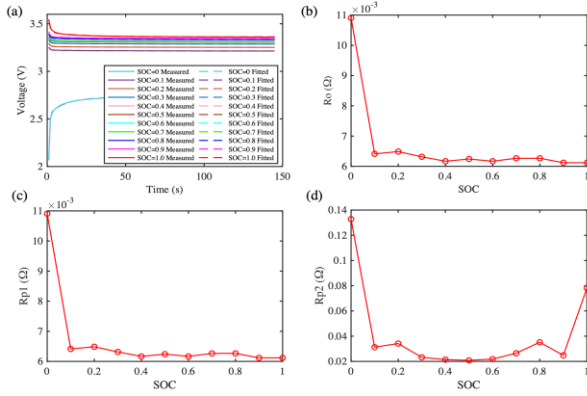 (a)
3.5
3
2.5
2
Voltage (V)
SOC=0 Measured SOC=0 Fitted
SOC=0.1 Measured SOC=0.1 Fitted
SOC=0.2 Measured SOC=0.2 Fitted
SOC=0.3 Measured SOC=0.3 Fitted
SOC=0.4 Measured SOC=0.4 Fitted
SOC=0.5 Measured SOC=0.5 Fitted
SOC=0.6 Measured SOC=0.6 Fitted
SOC=0.7 Measured SOC=0.7 Fitted
SOC=0.8 Measured SOC=0.8 Fitted
SOC=0.9 Measured SOC=0.9 Fitted
SOC=1.0 Measured SOC=1.0 Fitted
0 50 100 150
Time (s)
(b)
× 10⁻³
11
10
9
8
7
6
Ro (Ω)
0 0.2 0.4 0.6 0.8 1
SOC
(c)
× 10⁻³
11
10
9
8
7
6
Rp1 (Ω)
0 0.2 0.4 0.6 0.8 1
SOC
(d)
0.14
0.12
0.1
0.08
0.06
0.04
0.02
Rp2 (Ω)
0 0.2 0.4 0.6 0.8 1
SOC